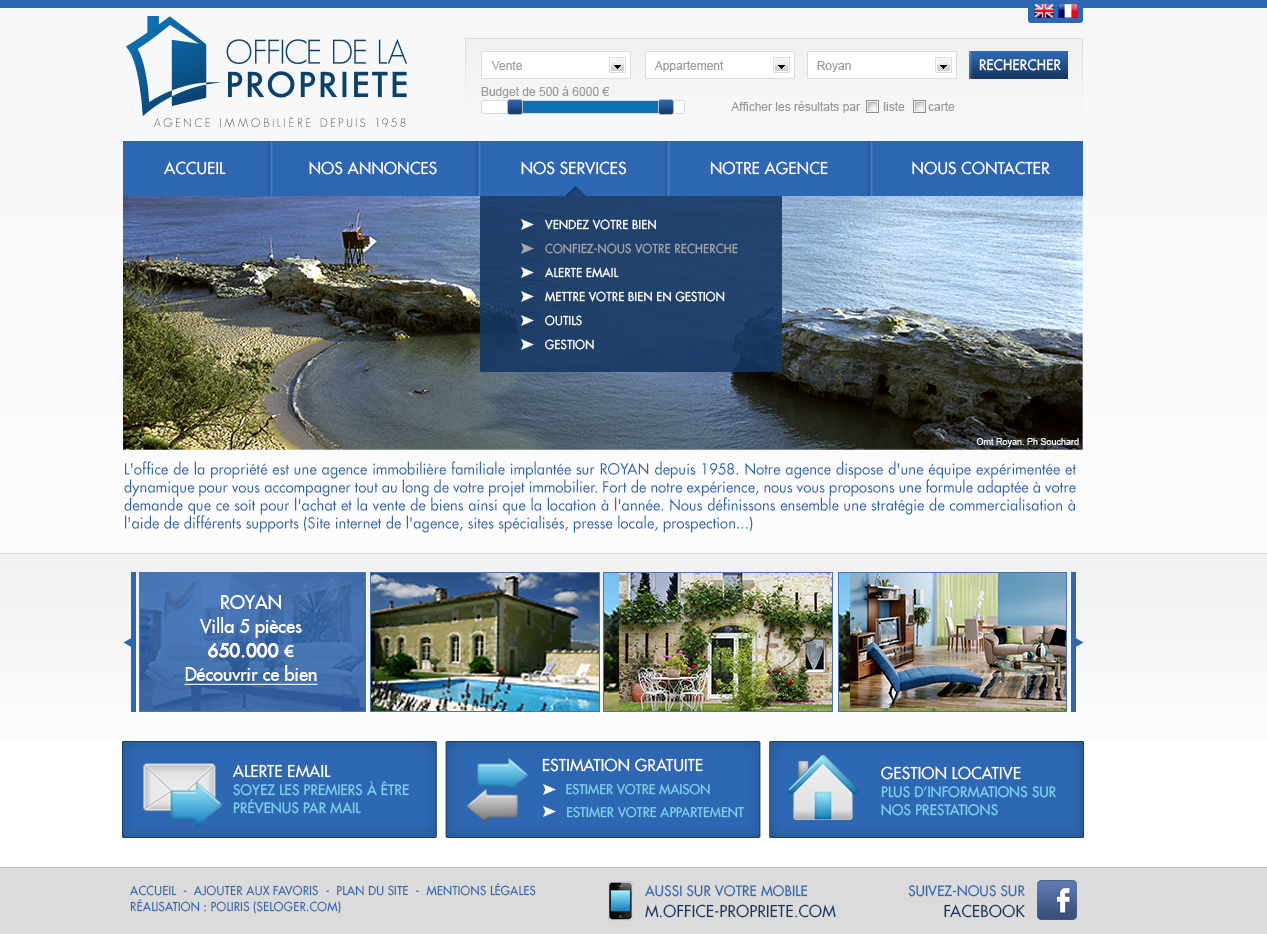 OFFICE DE LA
PROPRIETE
AGENCE IMMOBILIÈRE DEPUIS 1958
Vente
Appartement
Royan
RECHERCHER
Budget de 500 à 6000 €
Afficher les résultats par liste carte
ACCUEIL
NOS ANNONCES
NOS SERVICES
NOTRE AGENCE
NOUS CONTACTER
VENDEZ VOTRE BIEN
CONFIEZ-NOUS VOTRE RECHERCHE
ALERTE EMAIL
METTRE VOTRE BIEN EN GESTION
OUTILS
GESTION
Omt Royan. Ph Souchard
L'office de la propriété est une agence immobilière familiale implantée sur ROYAN depuis 1958. Notre agence dispose d'une équipe expérimentée et
dynamique pour vous accompagner tout au long de votre projet immobilier. Fort de notre expérience, nous vous proposons une formule adaptée à votre
demande que ce soit pour l'achat et la vente de biens ainsi que la location à l'année. Nous définissons ensemble une stratégie de commercialisation à
l'aide de différents supports (Site internet de l'agence, sites spécialisés, presse locale, prospection...)
ROYAN
Villa 5 pièces
650.000 €
Découvrir ce bien
ALERTE EMAIL
SOYEZ LES PREMIERS À ÊTRE
PRÉVENUS PAR MAIL
ESTIMATION GRATUITE
ESTIMER VOTRE MAISON
ESTIMER VOTRE APPARTEMENT
GESTION LOCATIVE
PLUS D'INFORMATIONS SUR
NOS PRESTATIONS
ACCUEIL - AJOUTER AUX FAVORIS - PLAN DU SITE - MENTIONS LÉGALES
RÉALISATION : POLIRIS (SELOGER.COM)
AUSSI SUR VOTRE MOBILE
M.OFFICE-PROPRIETE.COM
SUIVEZ-NOUS SUR
FACEBOOK
f